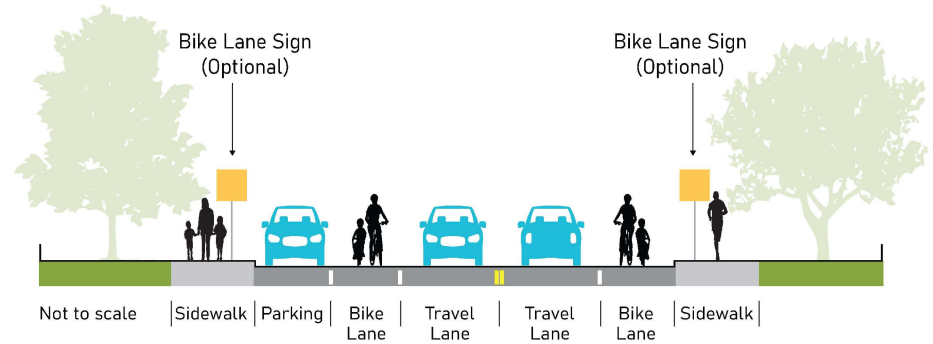 Bike Lane Sign
(Optional)
Bike Lane Sign
(Optional)
Not to scale
Sidewalk
Parking
Bike
Lane
Travel
Lane
Travel
Lane
Bike
Lane
Sidewalk